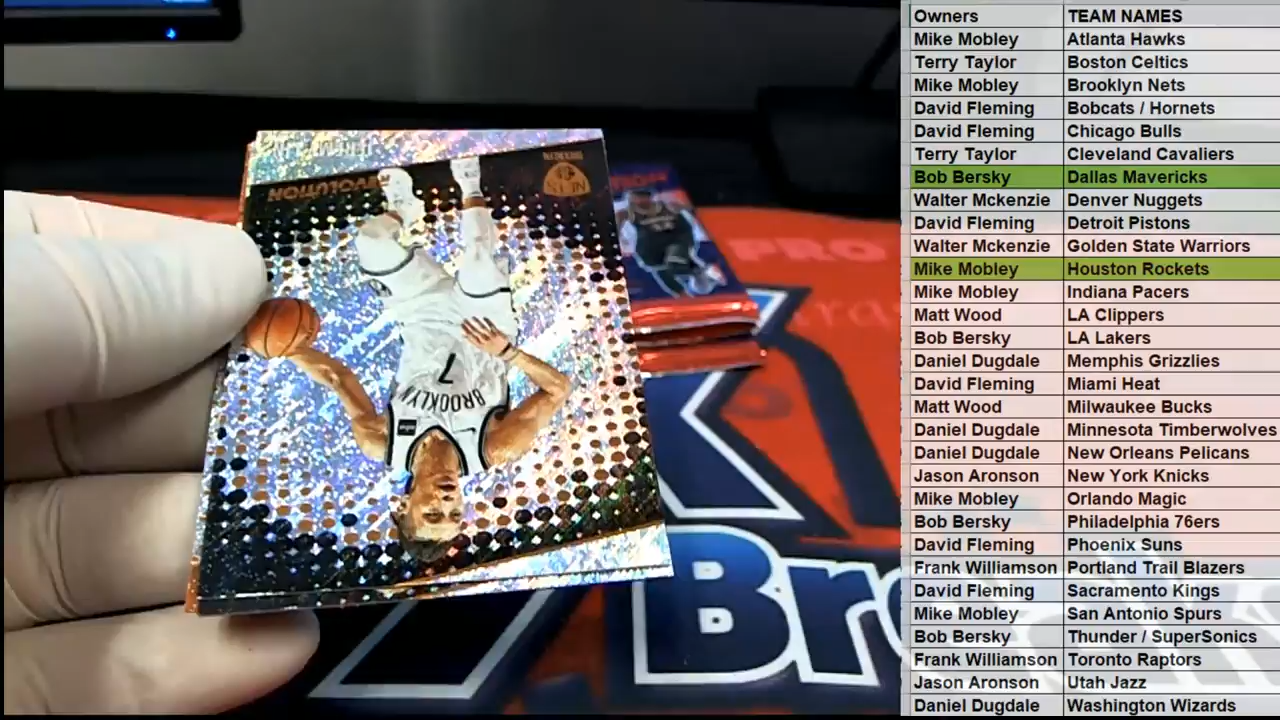 REVOLUTION
NETS
7
BROOKLYN
PRO
K
Br
Owners TEAM NAMES
Mike Mobley Atlanta Hawks
Terry Taylor Boston Celtics
Mike Mobley Brooklyn Nets
David Fleming Bobcats / Hornets
David Fleming Chicago Bulls
Terry Taylor Cleveland Cavaliers
Bob Bersky Dallas Mavericks
Walter Mckenzie Denver Nuggets
David Fleming Detroit Pistons
Walter Mckenzie Golden State Warriors
Mike Mobley Houston Rockets
Mike Mobley Indiana Pacers
Matt Wood LA Clippers
Bob Bersky LA Lakers
Daniel Dugdale Memphis Grizzlies
David Fleming Miami Heat
Matt Wood Milwaukee Bucks
Daniel Dugdale Minnesota Timberwolves
Daniel Dugdale New Orleans Pelicans
Jason Aronson New York Knicks
Mike Mobley Orlando Magic
Bob Bersky Philadelphia 76ers
David Fleming Phoenix Suns
Frank Williamson Portland Trail Blazers
David Fleming Sacramento Kings
Mike Mobley San Antonio Spurs
Bob Bersky Thunder / SuperSonics
Frank Williamson Toronto Raptors
Jason Aronson Utah Jazz
Daniel Dugdale Washington Wizards